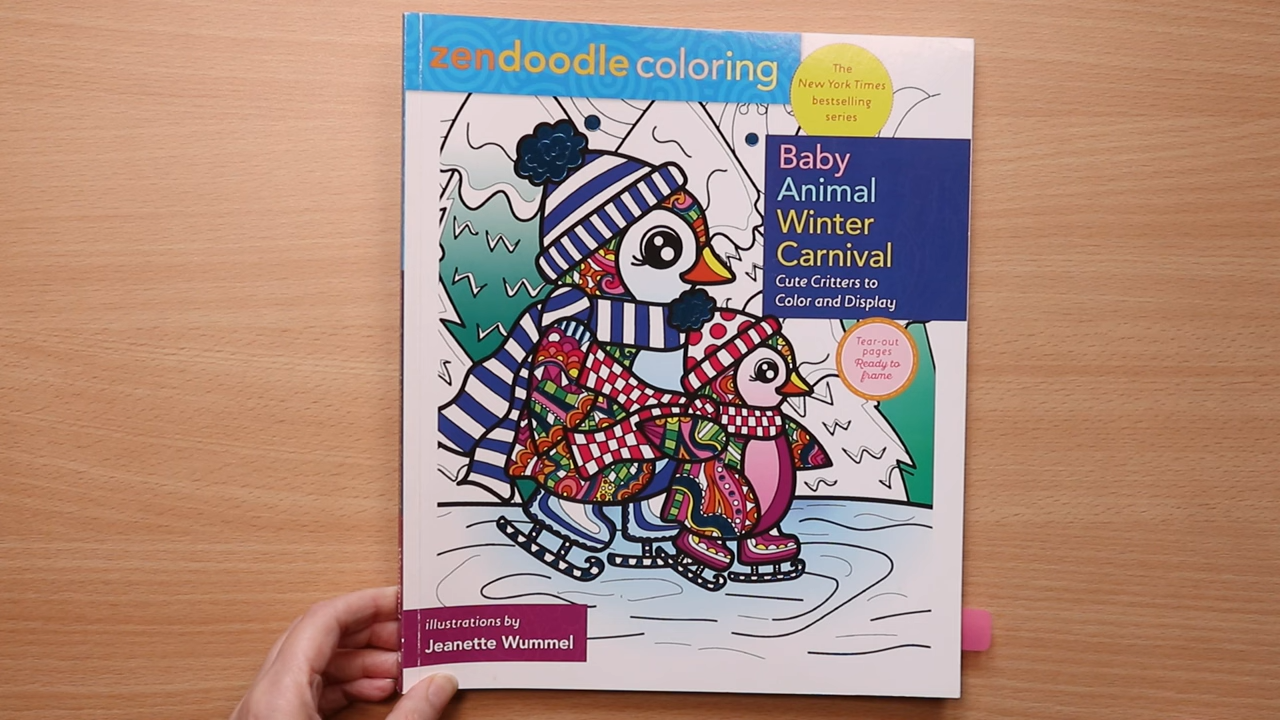 zendoodle coloring
The
New York Times
bestselling
series
Baby
Animal
Winter
Carnival
Cute Critters to
Color and Display
Tear-out
pages
Ready to
frame
illustrations by
Jeanette Wummel